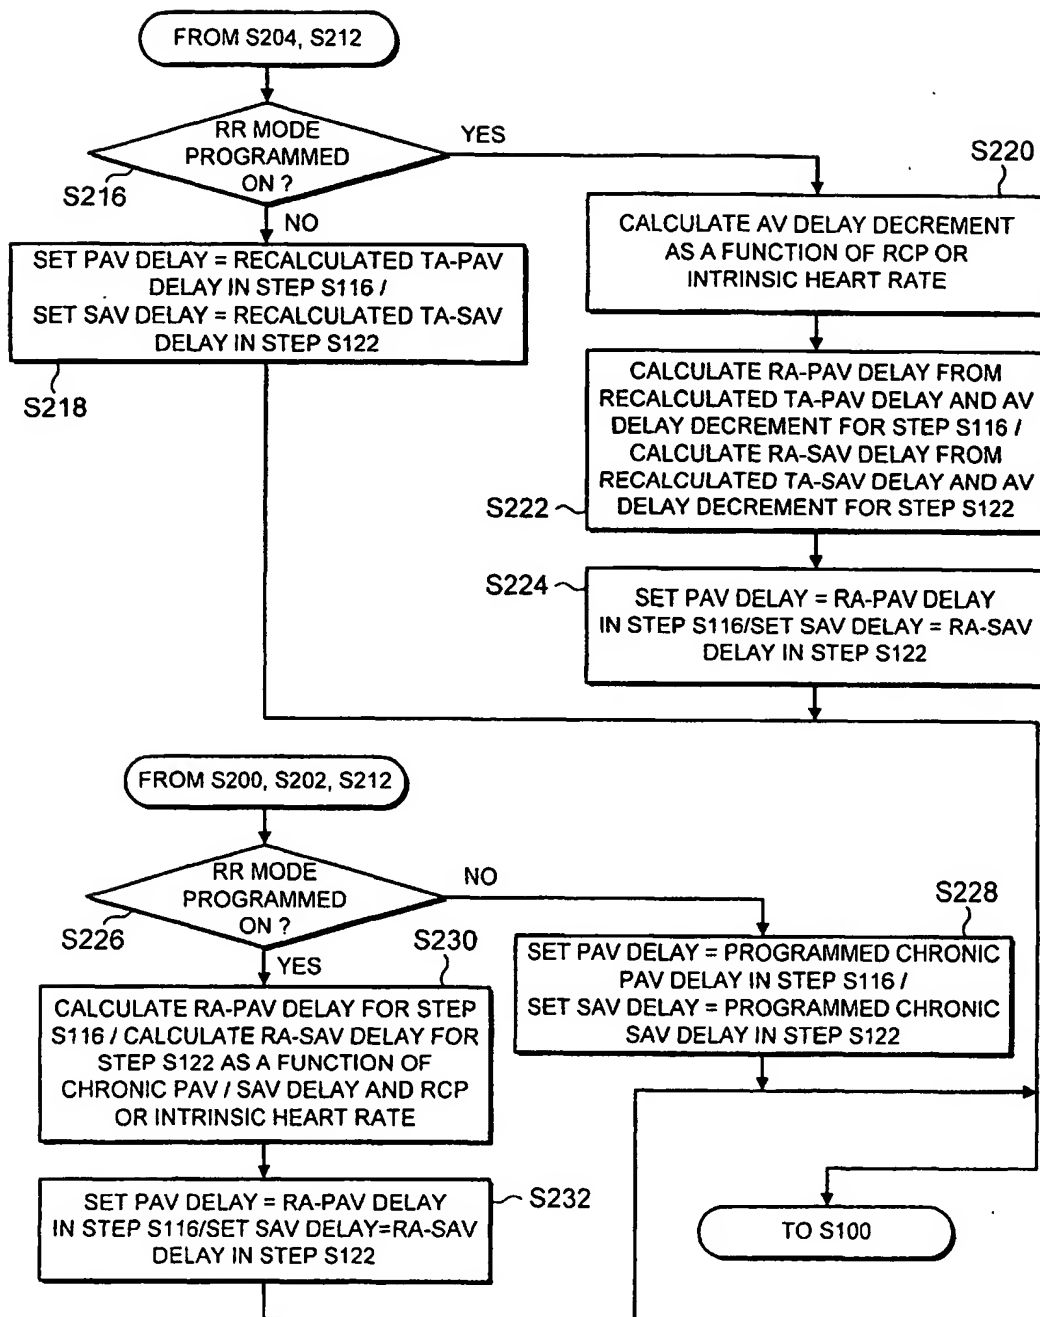 FROM S204, S212
RR MODE
PROGRAMMED
ON ?
S216
YES
NO
SET PAV DELAY = RECALCULATED TA-PAV
DELAY IN STEP S116 /
SET SAV DELAY = RECALCULATED TA-SAV
DELAY IN STEP S122
S218
S220
CALCULATE AV DELAY DECREMENT
AS A FUNCTION OF RCP OR
INTRINSIC HEART RATE
CALCULATE RA-PAV DELAY FROM
RECALCULATED TA-PAV DELAY AND AV
DELAY DECREMENT FOR STEP S116 /
CALCULATE RA-SAV DELAY FROM
RECALCULATED TA-SAV DELAY AND AV
DELAY DECREMENT FOR STEP S122
S222
S224
SET PAV DELAY = RA-PAV DELAY
IN STEP S116/SET SAV DELAY = RA-SAV
DELAY IN STEP S122
FROM S200, S202, S212
RR MODE
PROGRAMMED
ON ?
S226
NO
YES
S228
SET PAV DELAY = PROGRAMMED CHRONIC
PAV DELAY IN STEP S116 /
SET SAV DELAY = PROGRAMMED CHRONIC
SAV DELAY IN STEP S122
S230
CALCULATE RA-PAV DELAY FOR STEP
S116 / CALCULATE RA-SAV DELAY FOR
STEP S122 AS A FUNCTION OF
CHRONIC PAV / SAV DELAY AND RCP
OR INTRINSIC HEART RATE
SET PAV DELAY = RA-PAV DELAY
IN STEP S116/SET SAV DELAY=RA-SAV
DELAY IN STEP S122
S232
TO S100